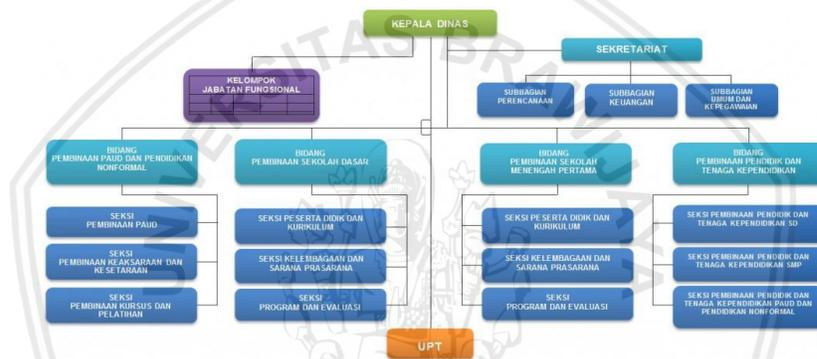 KEPALA DINAS
SEKRETARIAT
KELOMPOK
JABATAN FUNGSIONAL
SUBBAGIAN
PERENCANAAN
SUBBAGIAN
KEUANGAN
SUBBAGIAN
UMUM DAN
KEPEGAWAIAN
BIDANG
PEMBINAAN PAUD DAN PENDIDIKAN
NONFORMAL
BIDANG
PEMBINAAN SEKOLAH DASAR
BIDANG
PEMBINAAN SEKOLAH
MENENGAH PERTAMA
BIDANG
PEMBINAAN PENDIDIK DAN
TENAGA KEPENDIDIKAN
SEKSI
PEMBINAAN PAUD
SEKSI
PEMBINAAN KEAKSARAAN DAN
KESETARAAN
SEKSI
PEMBINAAN KURSUS DAN
PELATIHAN
SEKSI PESERTA DIDIK DAN
KURIKULUM
SEKSI KELEMBAGAAN DAN
SARANA PRASARANA
SEKSI
PROGRAM DAN EVALUASI
SEKSI PESERTA DIDIK DAN
KURIKULUM
SEKSI KELEMBAGAAN DAN
SARANA PRASARANA
SEKSI
PROGRAM DAN EVALUASI
SEKSI PEMBINAAN PENDIDIK DAN
TENAGA KEPENDIDIKAN SD
SEKSI PEMBINAAN PENDIDIK DAN
TENAGA KEPENDIDIKAN SMP
SEKSI PEMBINAAN PENDIDIK DAN
TENAGA KEPENDIDIKAN PAUD DAN
PENDIDIKAN NONFORMAL
UPT
UNIVERSITAS BRAWIJAYA